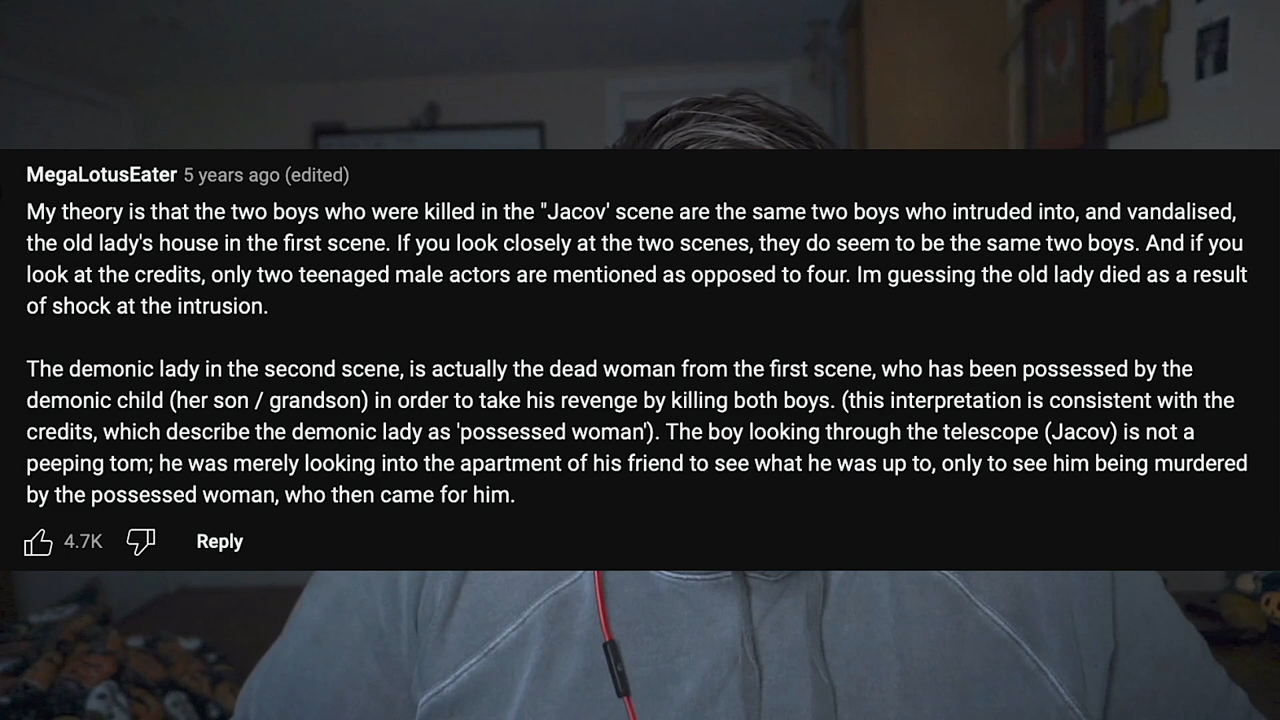 MegaLotusEater 5 years ago (edited)
My theory is that the two boys who were killed in the "Jacov' scene are the same two boys who intruded into, and vandalised,
the old lady's house in the first scene. If you look closely at the two scenes, they do seem to be the same two boys. And if you
look at the credits, only two teenaged male actors are mentioned as opposed to four. Im guessing the old lady died as a result
of shock at the intrusion.
The demonic lady in the second scene, is actually the dead woman from the first scene, who has been possessed by the
demonic child (her son / grandson) in order to take his revenge by killing both boys. (this interpretation is consistent with the
credits, which describe the demonic lady as 'possessed woman'). The boy looking through the telescope (Jacov) is not a
peeping tom; he was merely looking into the apartment of his friend to see what he was up to, only to see him being murdered
by the possessed woman, who then came for him.
4.7K Reply